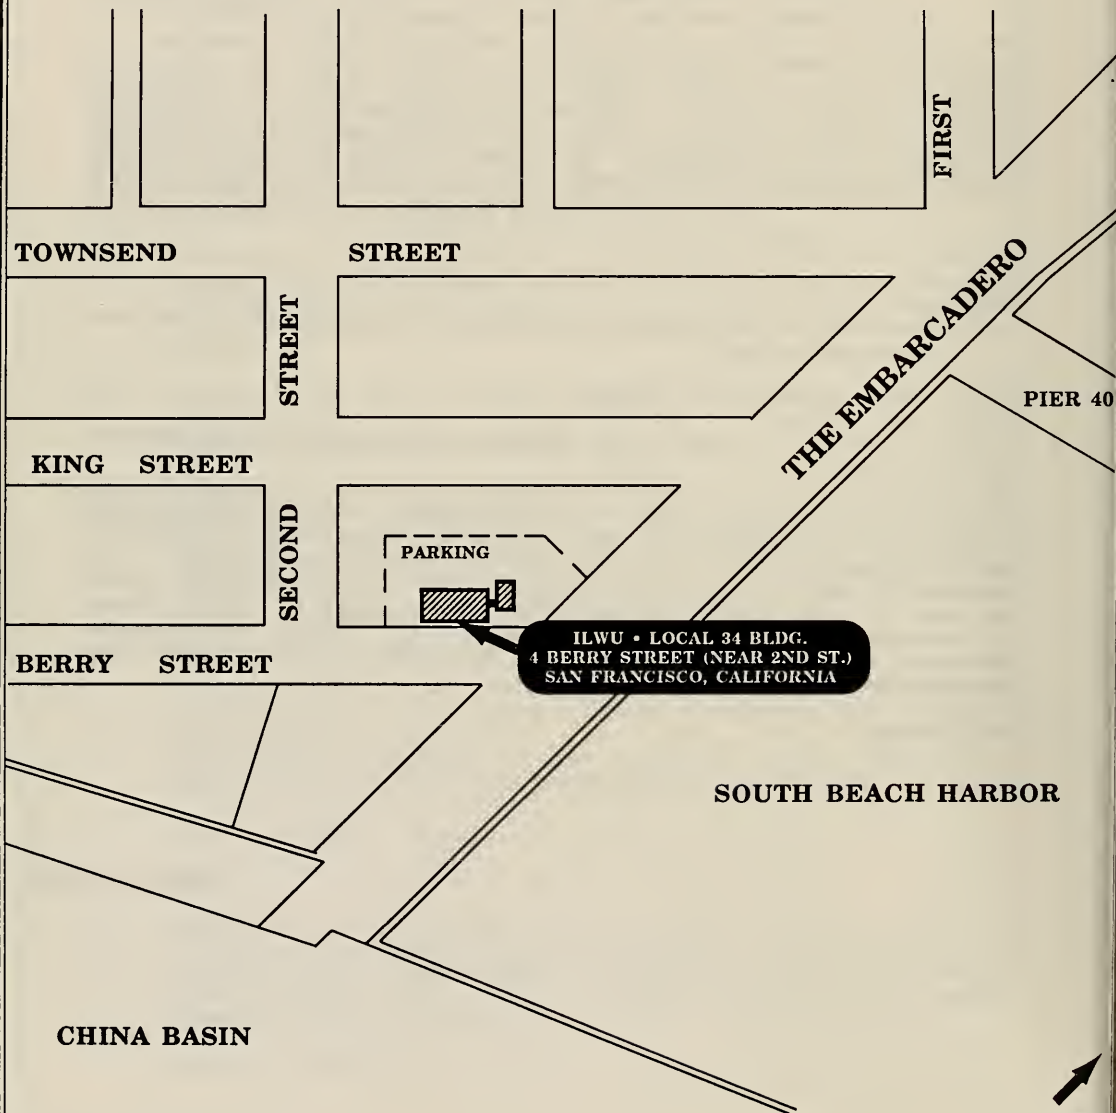 FIRST
TOWNSEND STREET
STREET
THE EMBARCADERO
PIER 40
KING STREET
SECOND
PARKING
ILWU • LOCAL 34 BLDG.
4 BERRY STREET (NEAR 2ND ST.)
SAN FRANCISCO, CALIFORNIA
BERRY STREET
SOUTH BEACH HARBOR
CHINA BASIN